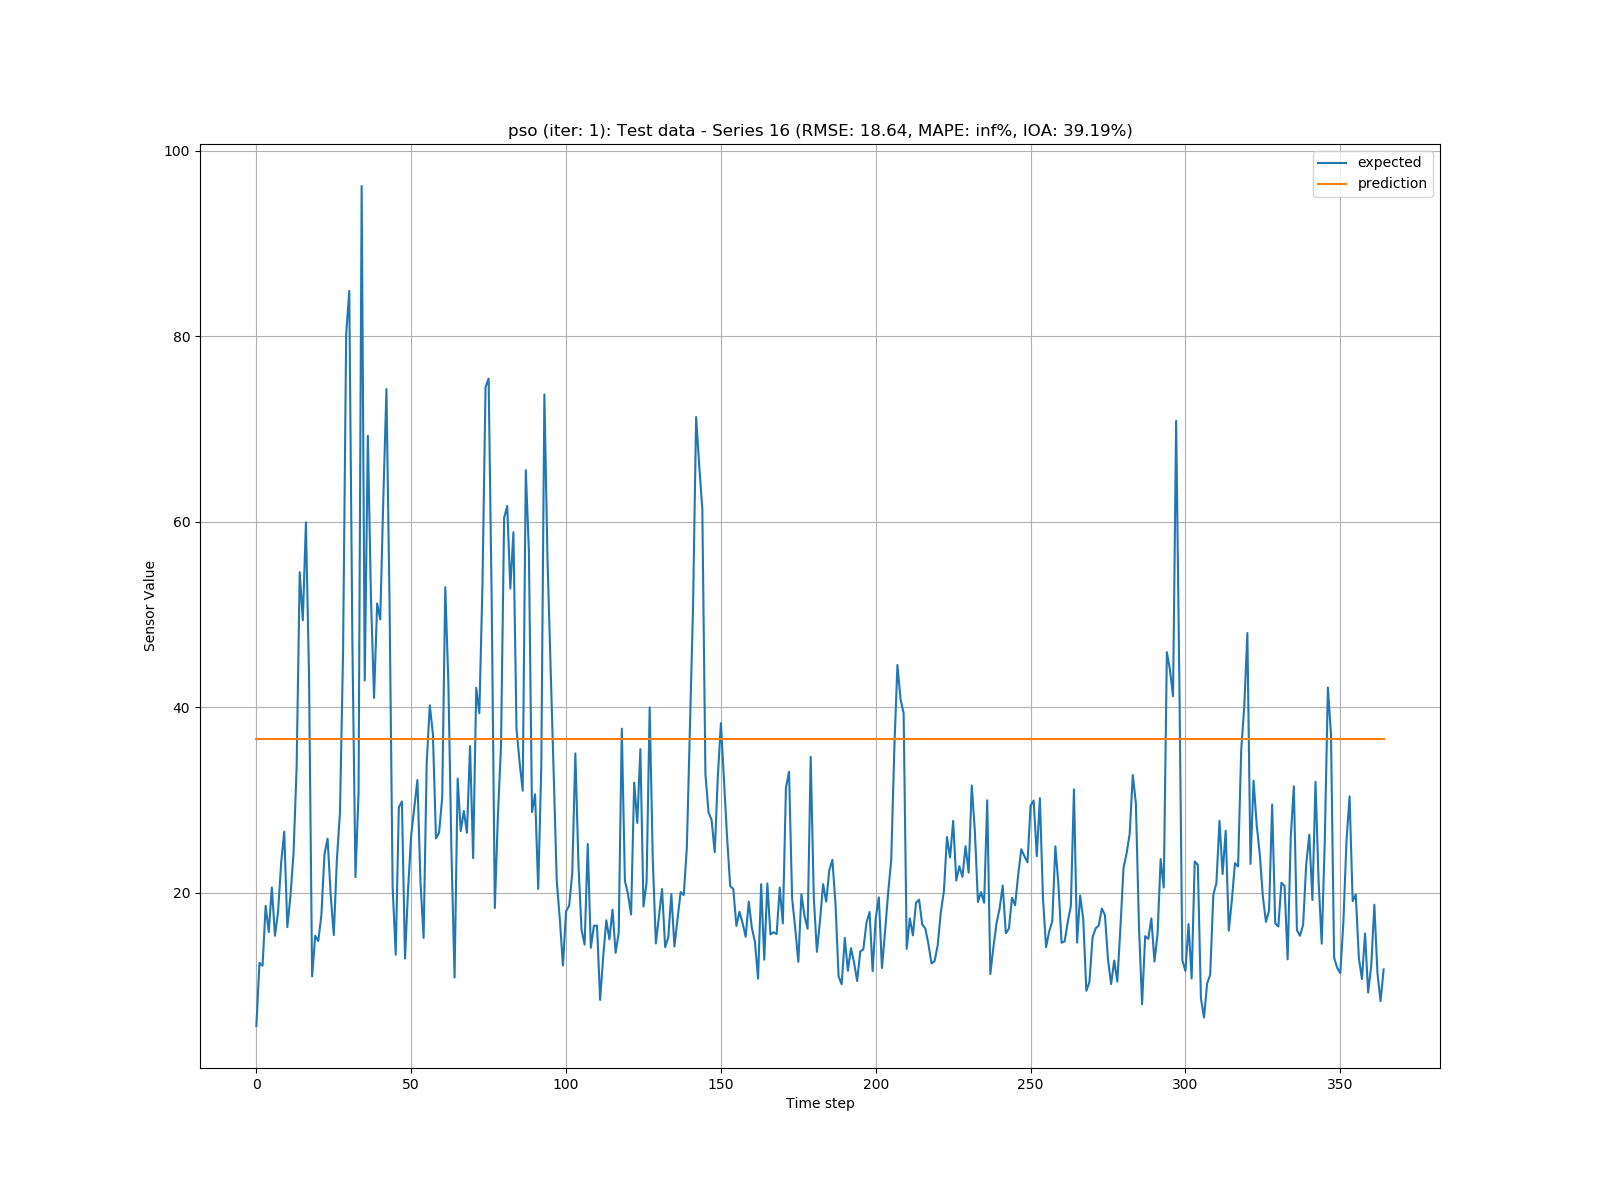 pso (iter: 1): Test data - Series 16 (RMSE: 18.64, MAPE: inf%, IOA: 39.19%)
expected
prediction
100
80
60
40
20
Sensor Value
0 50 100 150 200 250 300 350
Time step